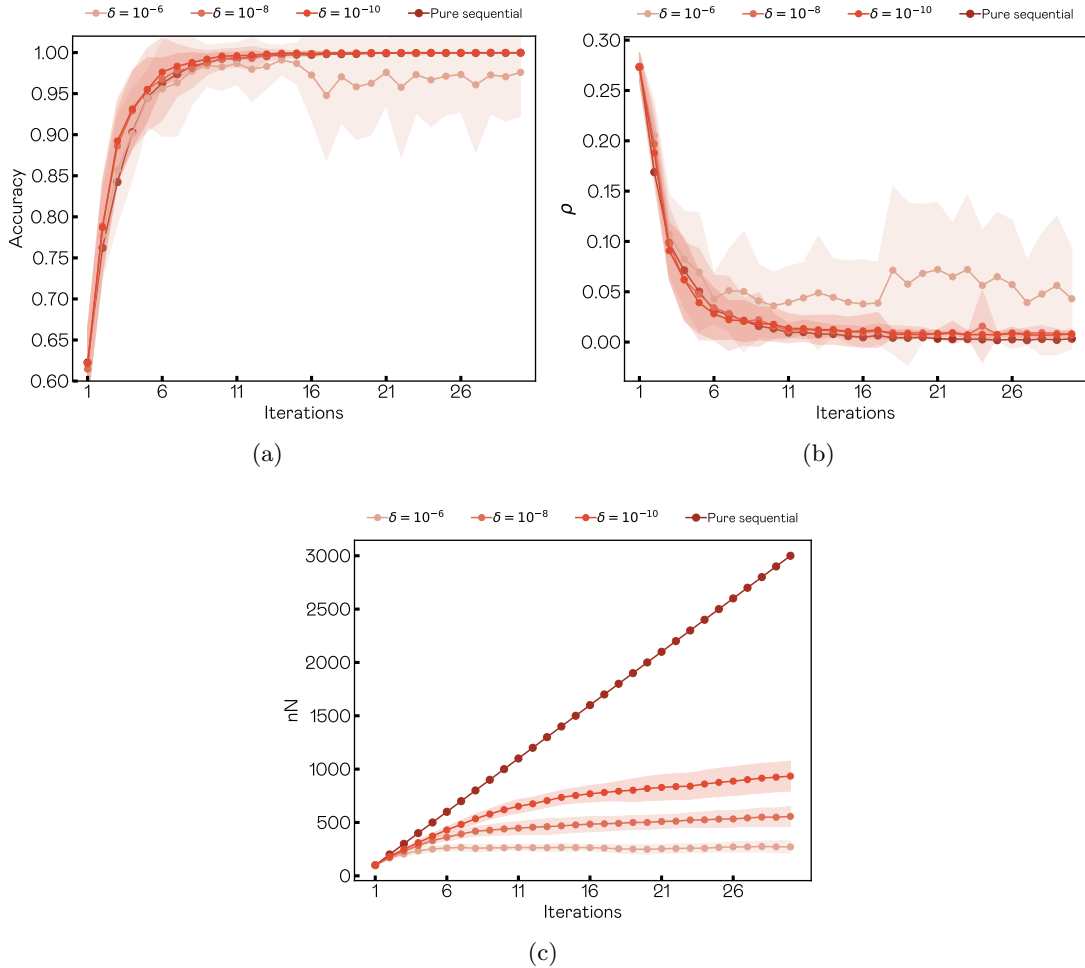 δ = 10⁻⁶ δ = 10⁻⁸ δ = 10⁻¹⁰ Pure sequential
1.00
0.95
0.90
0.85
0.80
0.75
0.70
0.65
0.60
Accuracy
1 6 11 16 21 26
Iterations
(a)
δ = 10⁻⁶ δ = 10⁻⁸ δ = 10⁻¹⁰ Pure sequential
0.30
0.25
0.20
0.15
0.10
0.05
0.00
ρ
1 6 11 16 21 26
Iterations
(b)
δ = 10⁻⁶ δ = 10⁻⁸ δ = 10⁻¹⁰ Pure sequential
3000
2500
2000
1500
1000
500
0
nN
1 6 11 16 21 26
Iterations
(c)